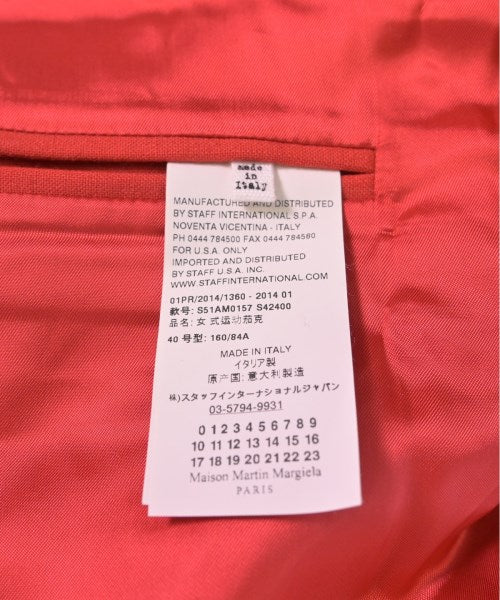 made
in
Italy
MANUFACTURED AND DISTRIBUTED
BY STAFF INTERNATIONAL S.P.A.
NOVENTA VICENTINA - ITALY
PH 0444 784500 FAX 0444 784580
FOR U.S.A. ONLY
IMPORTED AND DISTRIBUTED
BY STAFF U.S.A. INC.
WWW.STAFFINTERNATIONAL.COM
01PR/2014/1360 - 2014 01
款号: S51AM0157 S42400
品名: 女 式运动茄克
40 号型: 160/84A
MADE IN ITALY
イタリア製
原产国: 意大利製造
㈱スタッフインターナショナルジャパン
03-5794-9931
0 1 2 3 4 5 6 7 8 9
10 11 12 13 14 15 16
17 18 19 20 21 22 23
Maison Martin Margiela
PARIS